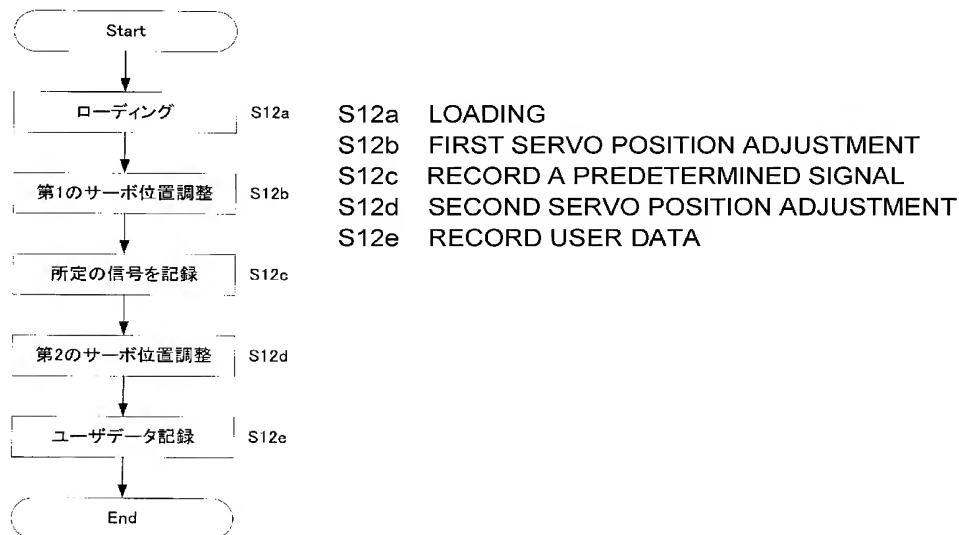 Start
ローディング S12a
第1のサーボ位置調整 S12b
所定の信号を記録 S12c
第2のサーボ位置調整 S12d
ユーザデータ記録 S12e
End
S12a LOADING
S12b FIRST SERVO POSITION ADJUSTMENT
S12c RECORD A PREDETERMINED SIGNAL
S12d SECOND SERVO POSITION ADJUSTMENT
S12e RECORD USER DATA